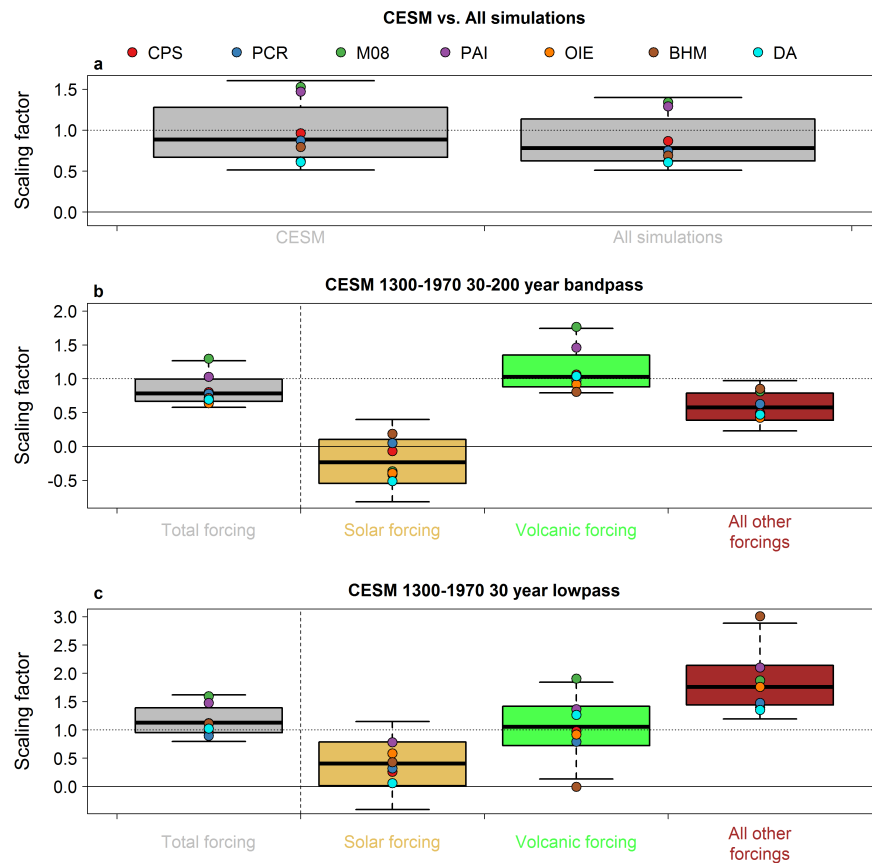 CESM vs. All simulations
a
CPS PCR M08 PAI OIE BHM DA
Scaling factor
1.5
1.0
0.5
0.0
CESM All simulations
b
CESM 1300-1970 30-200 year bandpass
Scaling factor
2.0
1.5
1.0
0.5
0.0
-0.5
Total forcing Solar forcing Volcanic forcing All other
forcings
c
CESM 1300-1970 30 year lowpass
Scaling factor
3.0
2.5
2.0
1.5
1.0
0.5
0.0
Total forcing Solar forcing Volcanic forcing All other
forcings